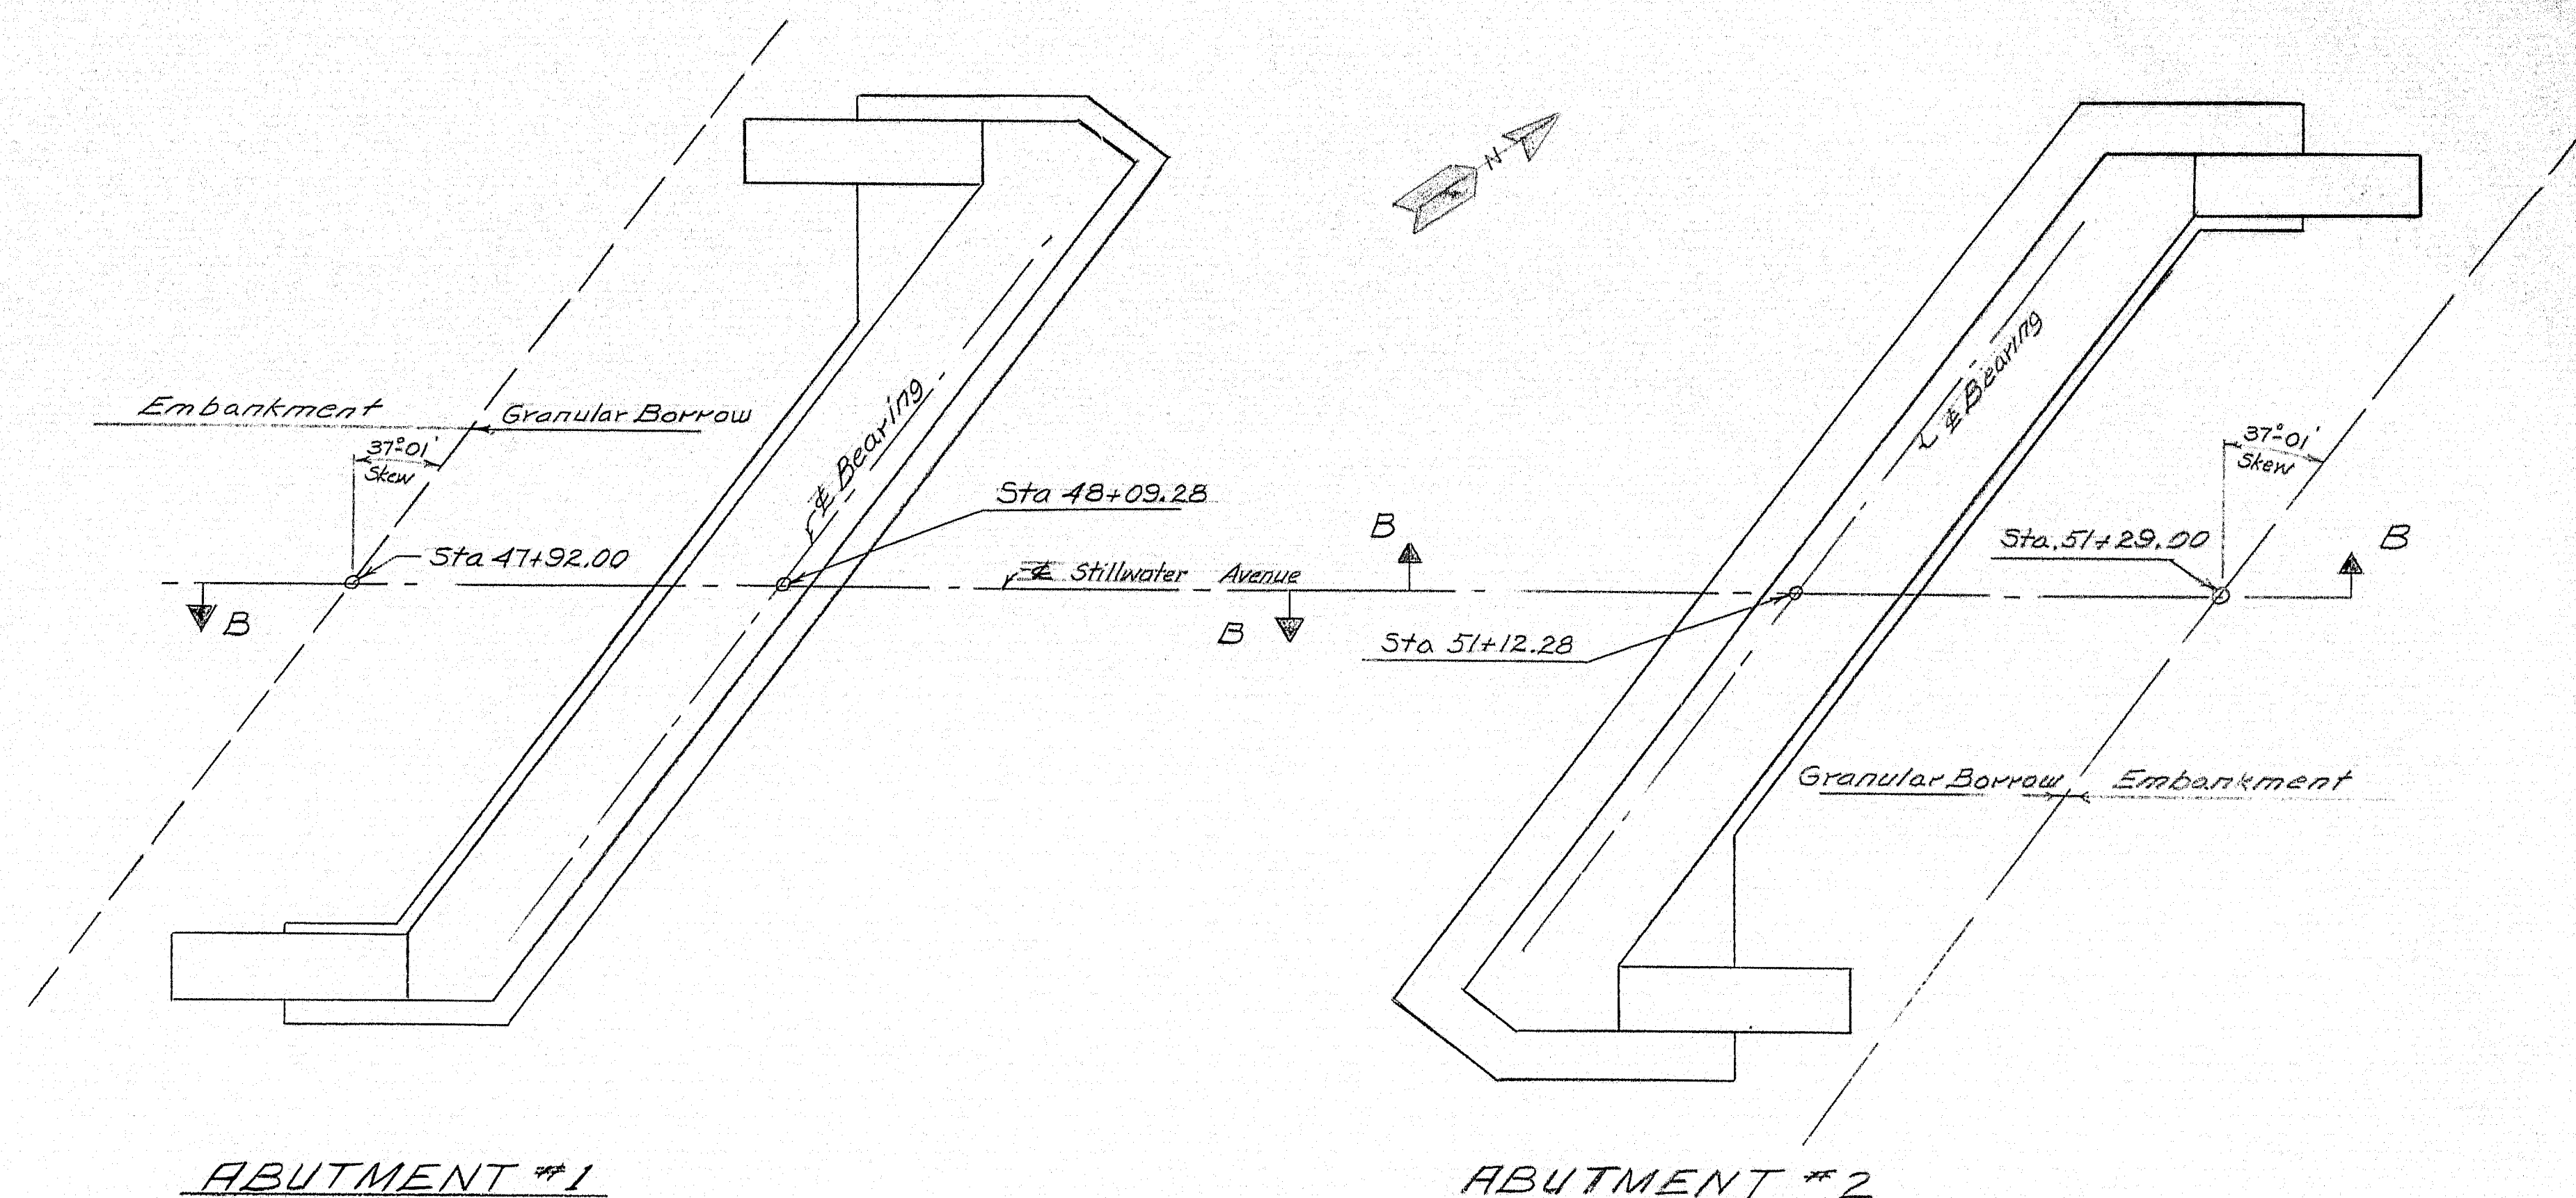 N
Embankment
Granular Borrow
37°-01'
Skew
Sta 47+92.00
℄ Bearing
Sta 48+09.28
B
B
℄ Stillwater Avenue
B
℄ Bearing
37°-01'
Skew
Sta. 51+29.00
B
B
Sta 51+12.28
Granular Borrow
Embankment
ABUTMENT #1
ABUTMENT #2